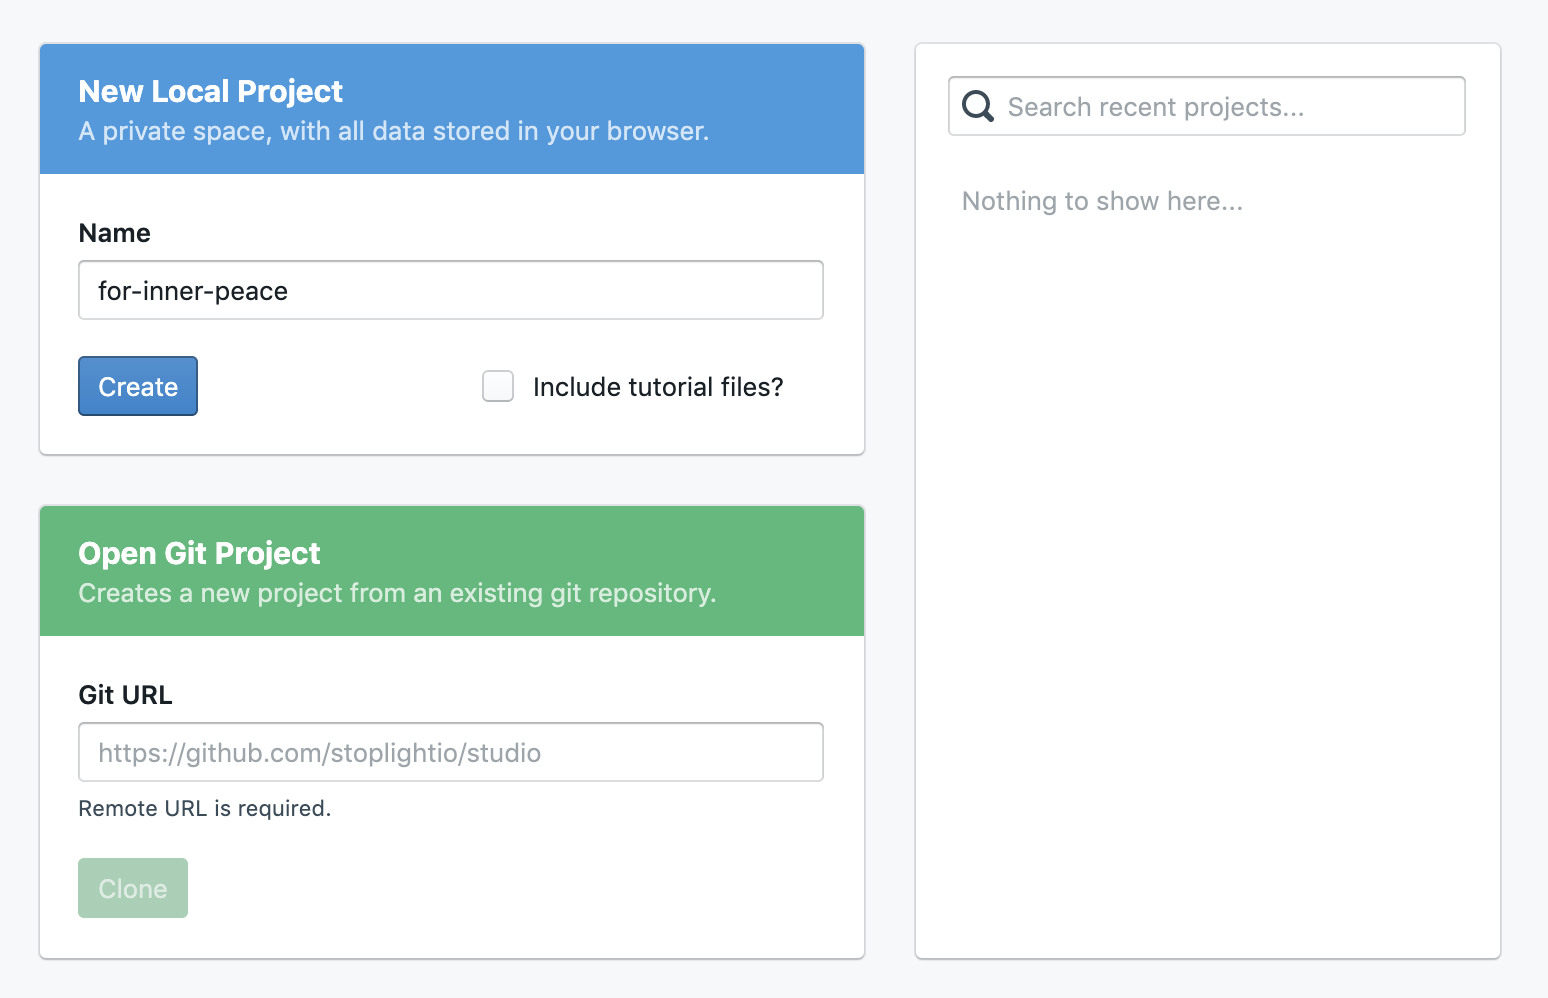 New Local Project
A private space, with all data stored in your browser.
Name
for-inner-peace
Create
Include tutorial files?
Open Git Project
Creates a new project from an existing git repository.
Git URL
https://github.com/stoplightio/studio
Remote URL is required.
Clone
Search recent projects...
Nothing to show here...